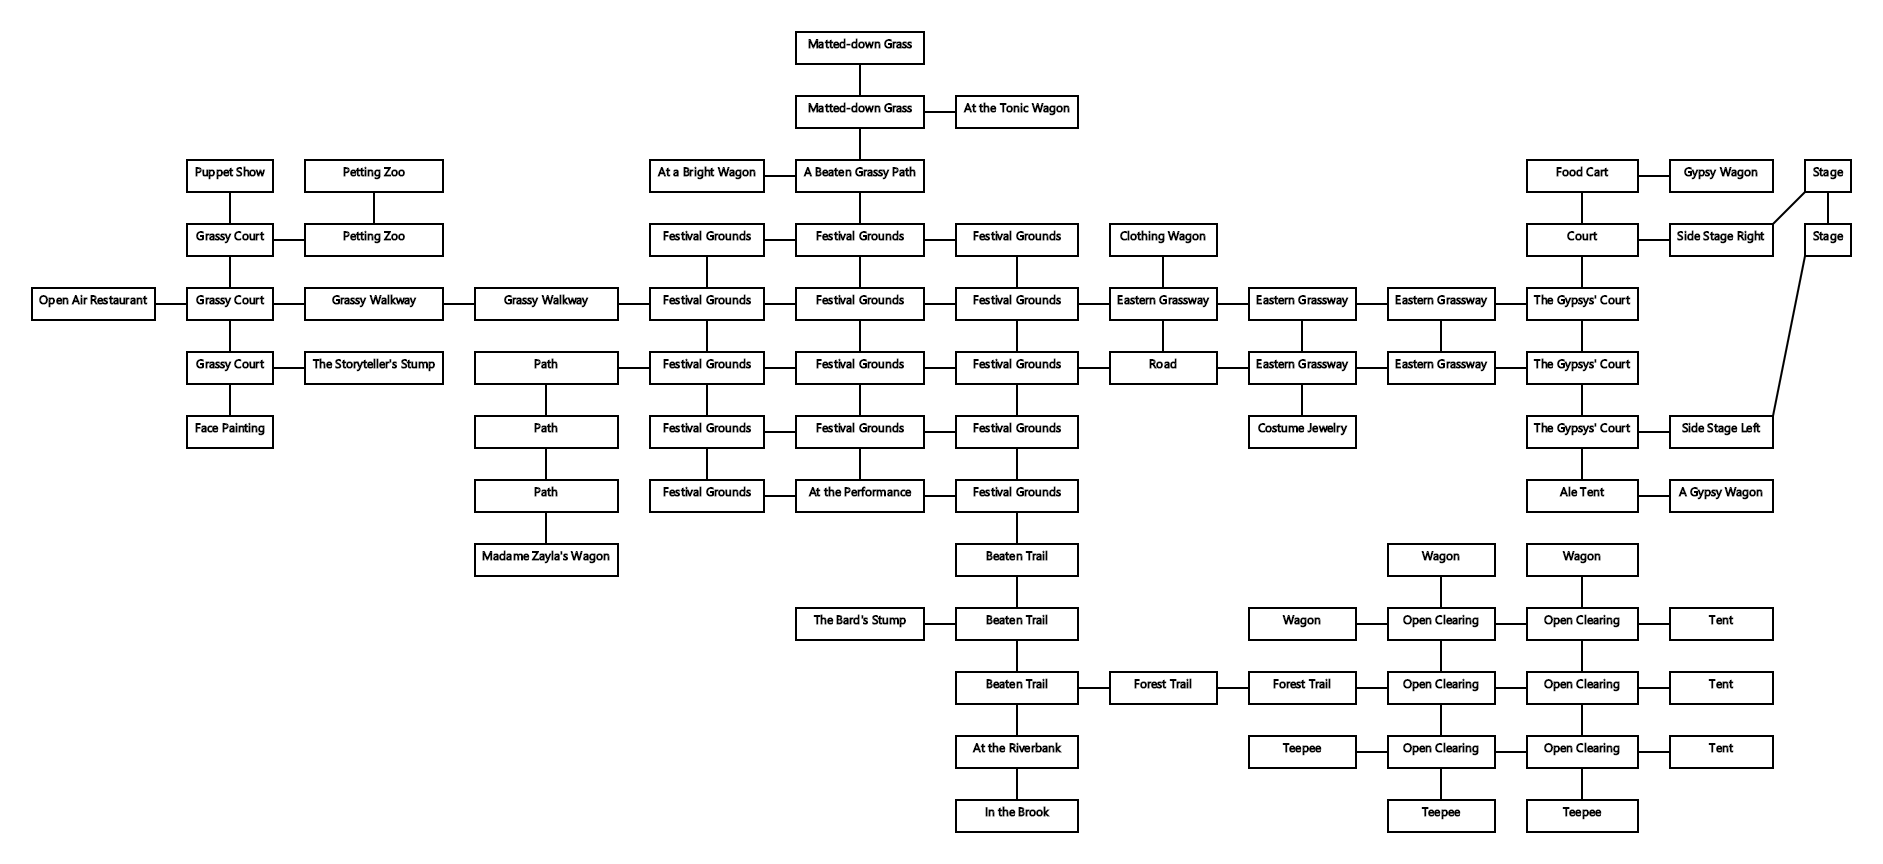 Matted-down Grass
Matted-down Grass
At the Tonic Wagon
Puppet Show
Petting Zoo
At a Bright Wagon
A Beaten Grassy Path
Food Cart
Gypsy Wagon
Stage
Grassy Court
Petting Zoo
Festival Grounds
Festival Grounds
Festival Grounds
Clothing Wagon
Court
Side Stage Right
Stage
Open Air Restaurant
Grassy Court
Grassy Walkway
Grassy Walkway
Festival Grounds
Festival Grounds
Festival Grounds
Eastern Grassway
Eastern Grassway
Eastern Grassway
The Gypsys' Court
Grassy Court
The Storyteller's Stump
Path
Festival Grounds
Festival Grounds
Festival Grounds
Road
Eastern Grassway
Eastern Grassway
The Gypsys' Court
Face Painting
Path
Festival Grounds
Festival Grounds
Festival Grounds
Costume Jewelry
The Gypsys' Court
Side Stage Left
Path
Festival Grounds
At the Performance
Festival Grounds
Ale Tent
A Gypsy Wagon
Madame Zayla's Wagon
Beaten Trail
Wagon
Wagon
The Bard's Stump
Beaten Trail
Wagon
Open Clearing
Open Clearing
Tent
Beaten Trail
Forest Trail
Forest Trail
Open Clearing
Open Clearing
Tent
At the Riverbank
Teepee
Open Clearing
Open Clearing
Tent
In the Brook
Teepee
Teepee